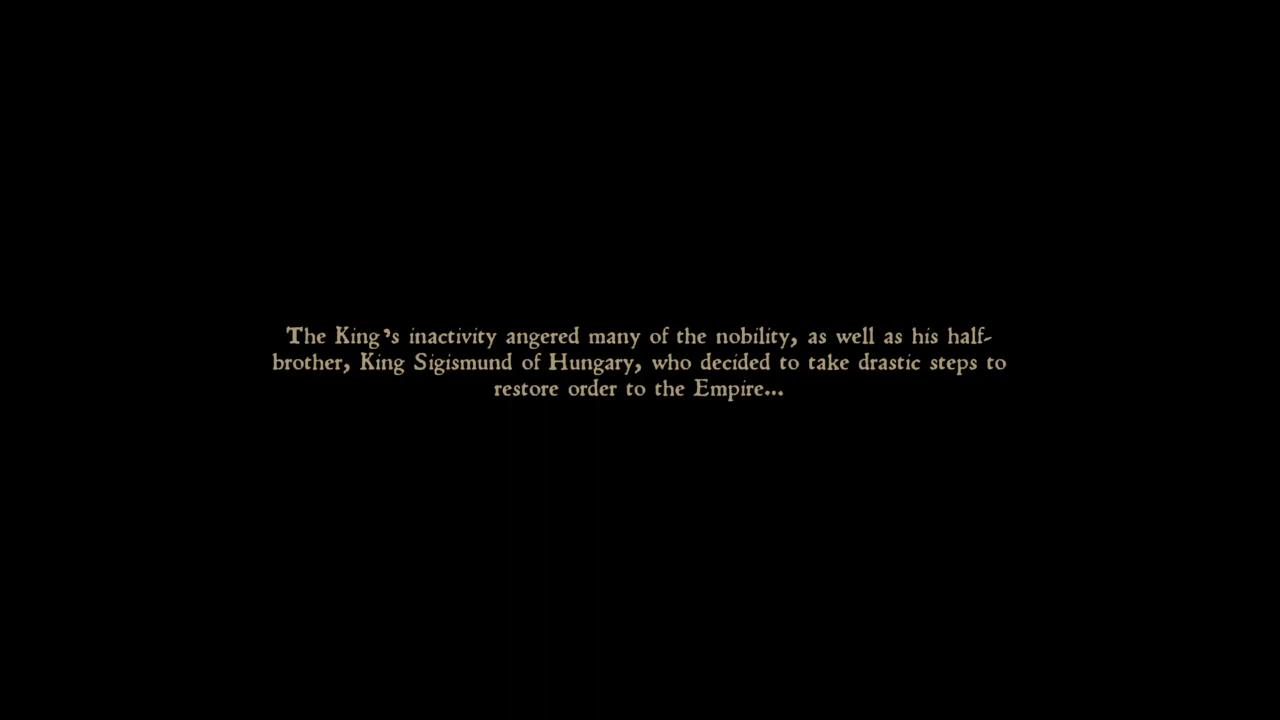 The King's inactivity angered many of the nobility, as well as his half-
brother, King Sigismund of Hungary, who decided to take drastic steps to
restore order to the Empire...